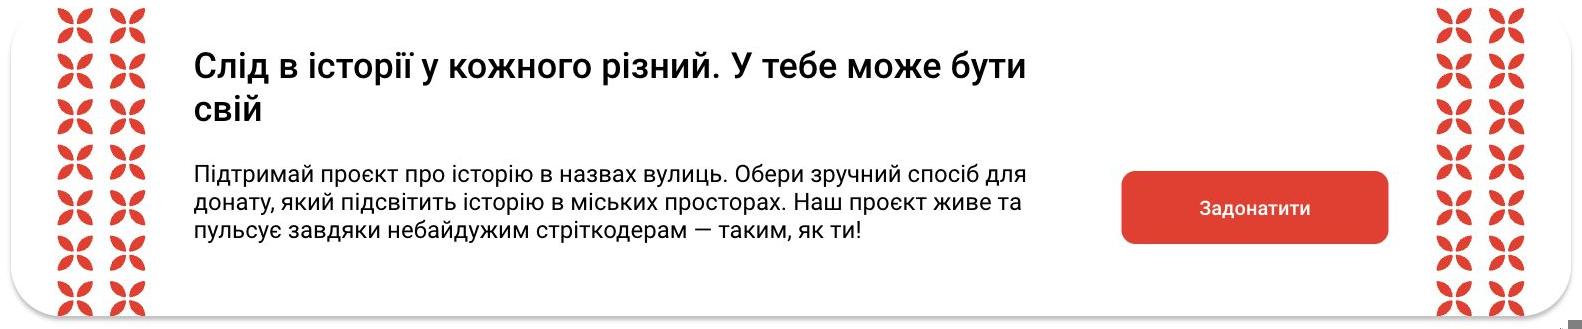 Слід в історії у кожного різний. У тебе може бути
свій
Підтримай проєкт про історію в назвах вулиць. Обери зручний спосіб для
донату, який підсвітить історію в міських просторах. Наш проєкт живе та
пульсує завдяки небайдужим стріткодерам — таким, як ти!
Задонатити